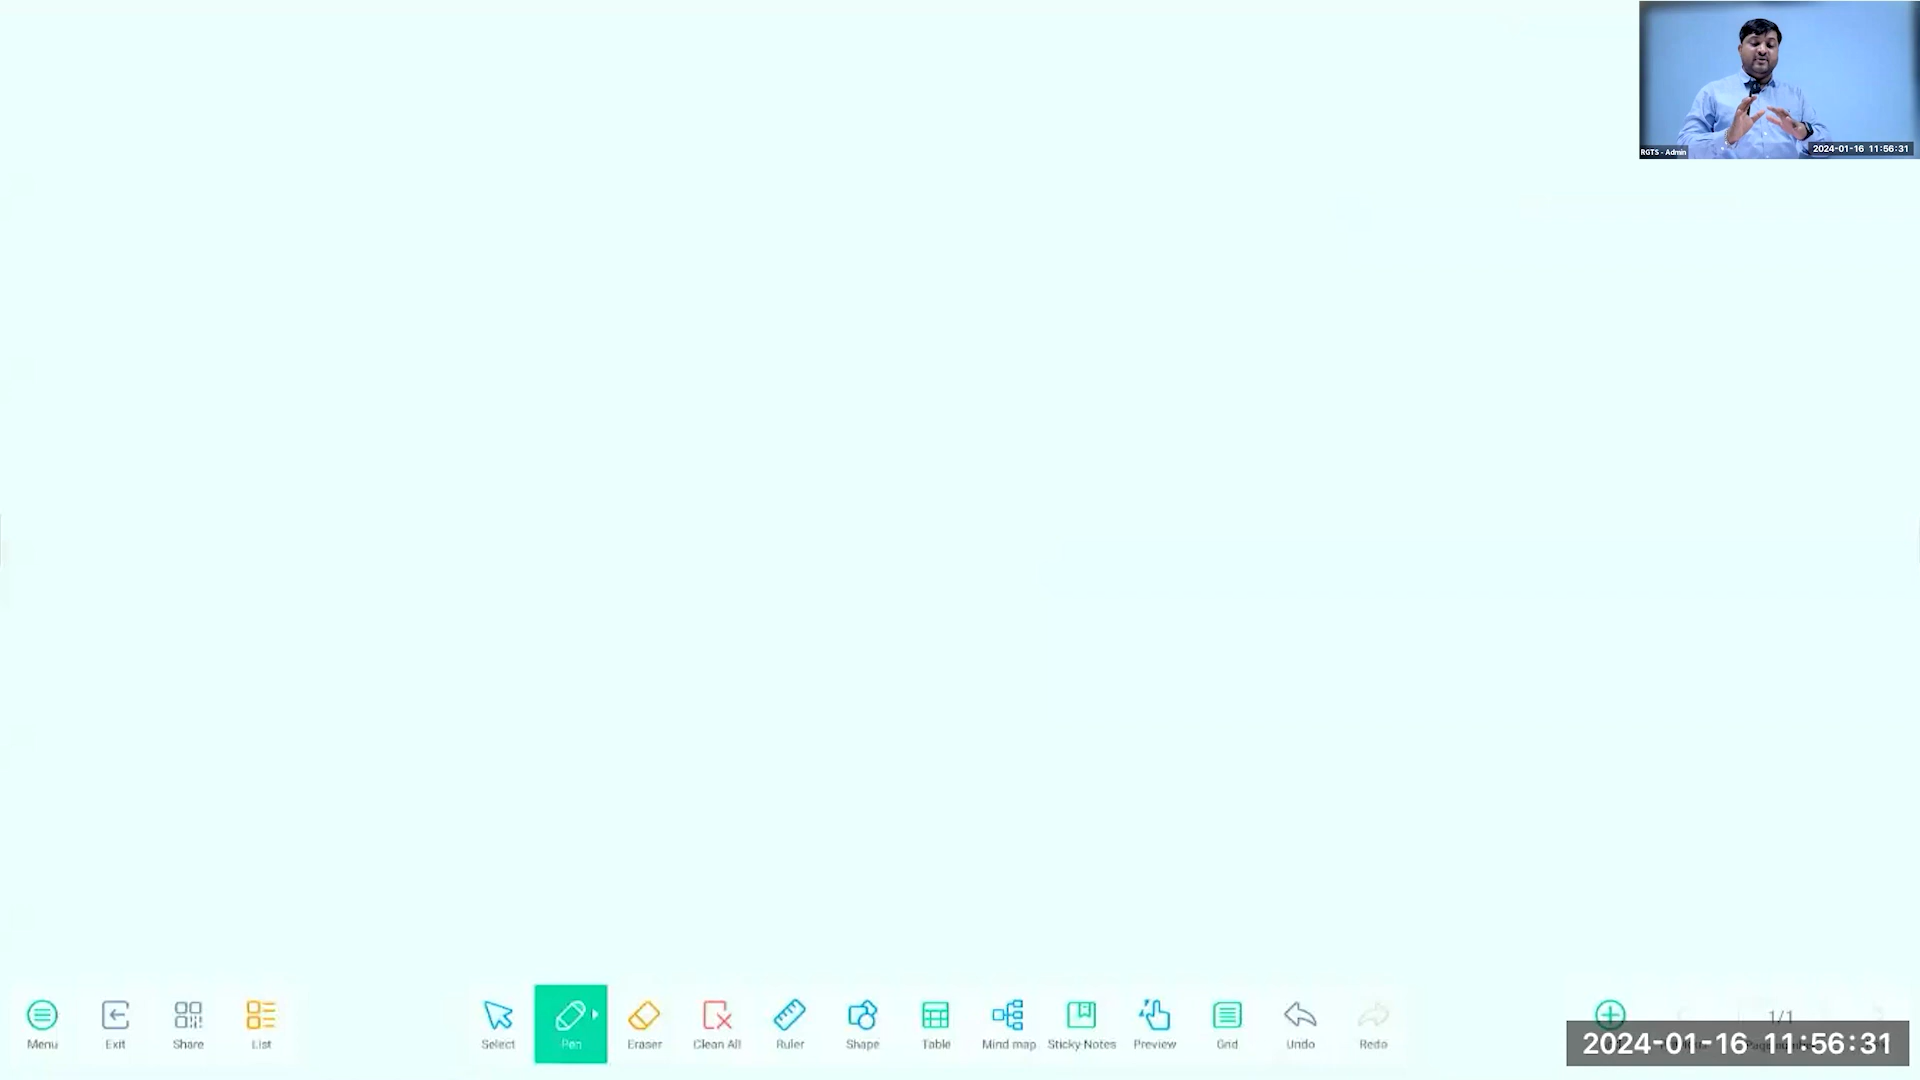 RGTS - Admin
2024-01-16 11:56:31
Menu
Exit
Share
List
Select
Pen
Eraser
Clean All
Ruler
Shape
Table
Mind map
Sticky Notes
Preview
Grid
Undo
Redo
1/1
2024-01-16 11:56:31